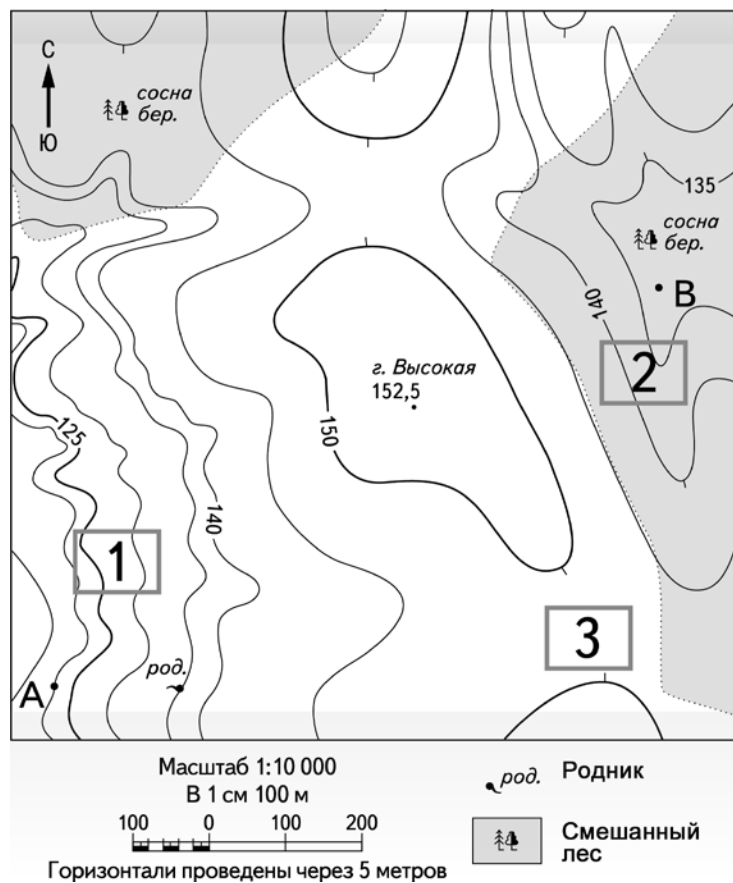 С
Ю
сосна
бер.
135
сосна
бер.
В
140
2
г. Высокая
152,5
150
125
140
1
3
род.
А
Масштаб 1:10 000
В 1 см 100 м
100 0 100 200
Горизонтали проведены через 5 метров
род. Родник
Смешанный
лес